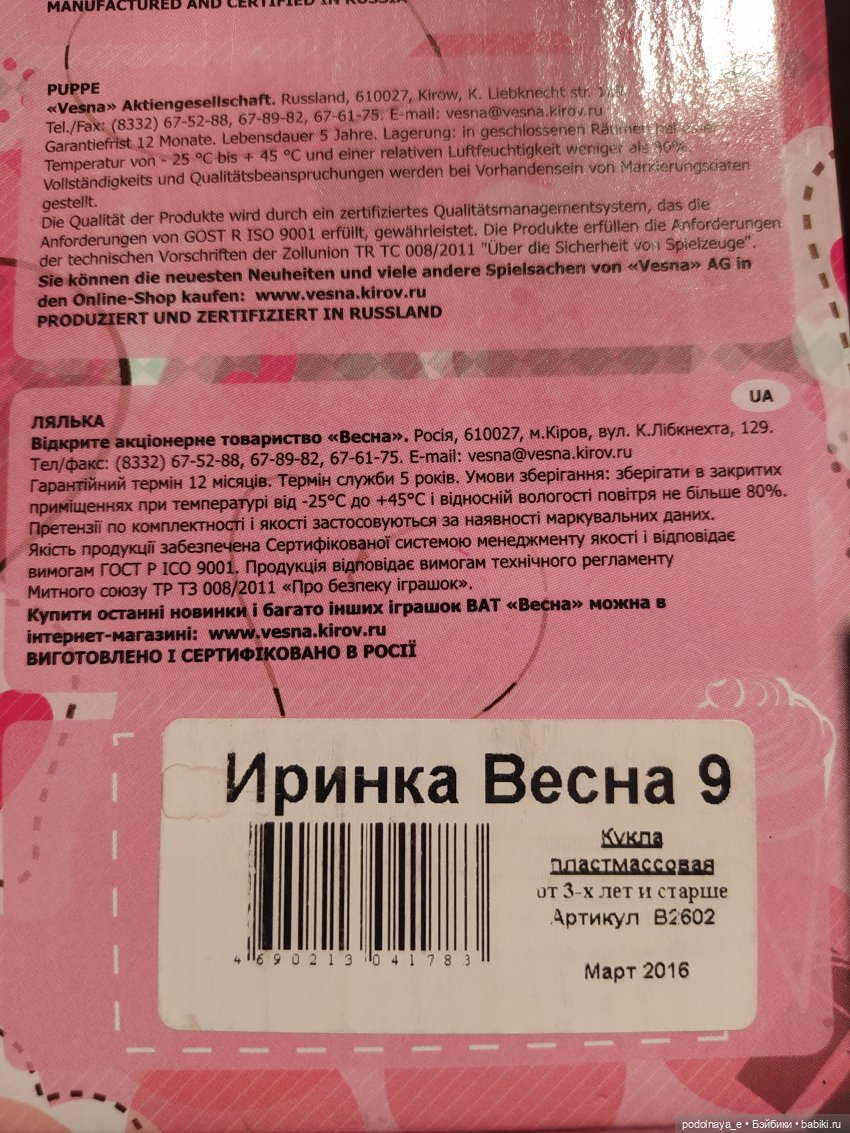 MANUFACTURED AND CERTIFIED IN RUSSIA
PUPPE
«Vesna» Aktiengesellschaft. Russland, 610027, Kirow, K. Liebknecht str.
Tel./Fax: (8332) 67-52-88, 67-89-82, 67-61-75. E-mail: vesna@vesna.kirov.ru
Garantiefrist 12 Monate. Lebensdauer 5 Jahre. Lagerung: in geschlossenen Räumen bei einer
Temperatur von - 25 °C bis + 45 °C und einer relativen Luftfeuchtigkeit weniger als 80%.
Vollständigkeits und Qualitätsbeanspruchungen werden bei Vorhandensein von Markierungsdaten
gestellt.
Die Qualität der Produkte wird durch ein zertifiziertes Qualitätsmanagementsystem, das die
Anforderungen von GOST R ISO 9001 erfüllt, gewährleistet. Die Produkte erfüllen die Anforderungen
der technischen Vorschriften der Zollunion TR TC 008/2011 "Über die Sicherheit von Spielzeuge".
Sie können die neuesten Neuheiten und viele andere Spielsachen von «Vesna» AG in
den Online-Shop kaufen: www.vesna.kirov.ru
PRODUZIERT UND ZERTIFIZIERT IN RUSSLAND
UA
ЛЯЛЬКА
Відкрите акціонерне товариство «Весна». Росія, 610027, м.Кіров, вул. К.Лібкнехта, 129.
Тел/факс: (8332) 67-52-88, 67-89-82, 67-61-75. E-mail: vesna@vesna.kirov.ru
Гарантійний термін 12 місяців. Термін служби 5 років. Умови зберігання: зберігати в закритих
приміщеннях при температурі від -25°C до +45°C і відносній вологості повітря не більше 80%.
Претензії по комплектності і якості застосовуються за наявності маркувальних даних.
Якість продукції забезпечена Сертифікованої системою менеджменту якості і відповідає
вимогам ГОСТ Р ІСО 9001. Продукція відповідає вимогам технічного регламенту
Митного союзу ТР ТЗ 008/2011 «Про безпеку іграшок».
Купити останні новинки і багато інших іграшок ВАТ «Весна» можна в
інтернет-магазині: www.vesna.kirov.ru
ВИГОТОВЛЕНО І СЕРТИФІКОВАНО В РОСІЇ
Иринка Весна 9
Кукла
пластмассовая
от 3-х лет и старше
Артикул В2602
Март 2016
4 690213 041783
podolnaya_e • Бэйбики • babiki.ru